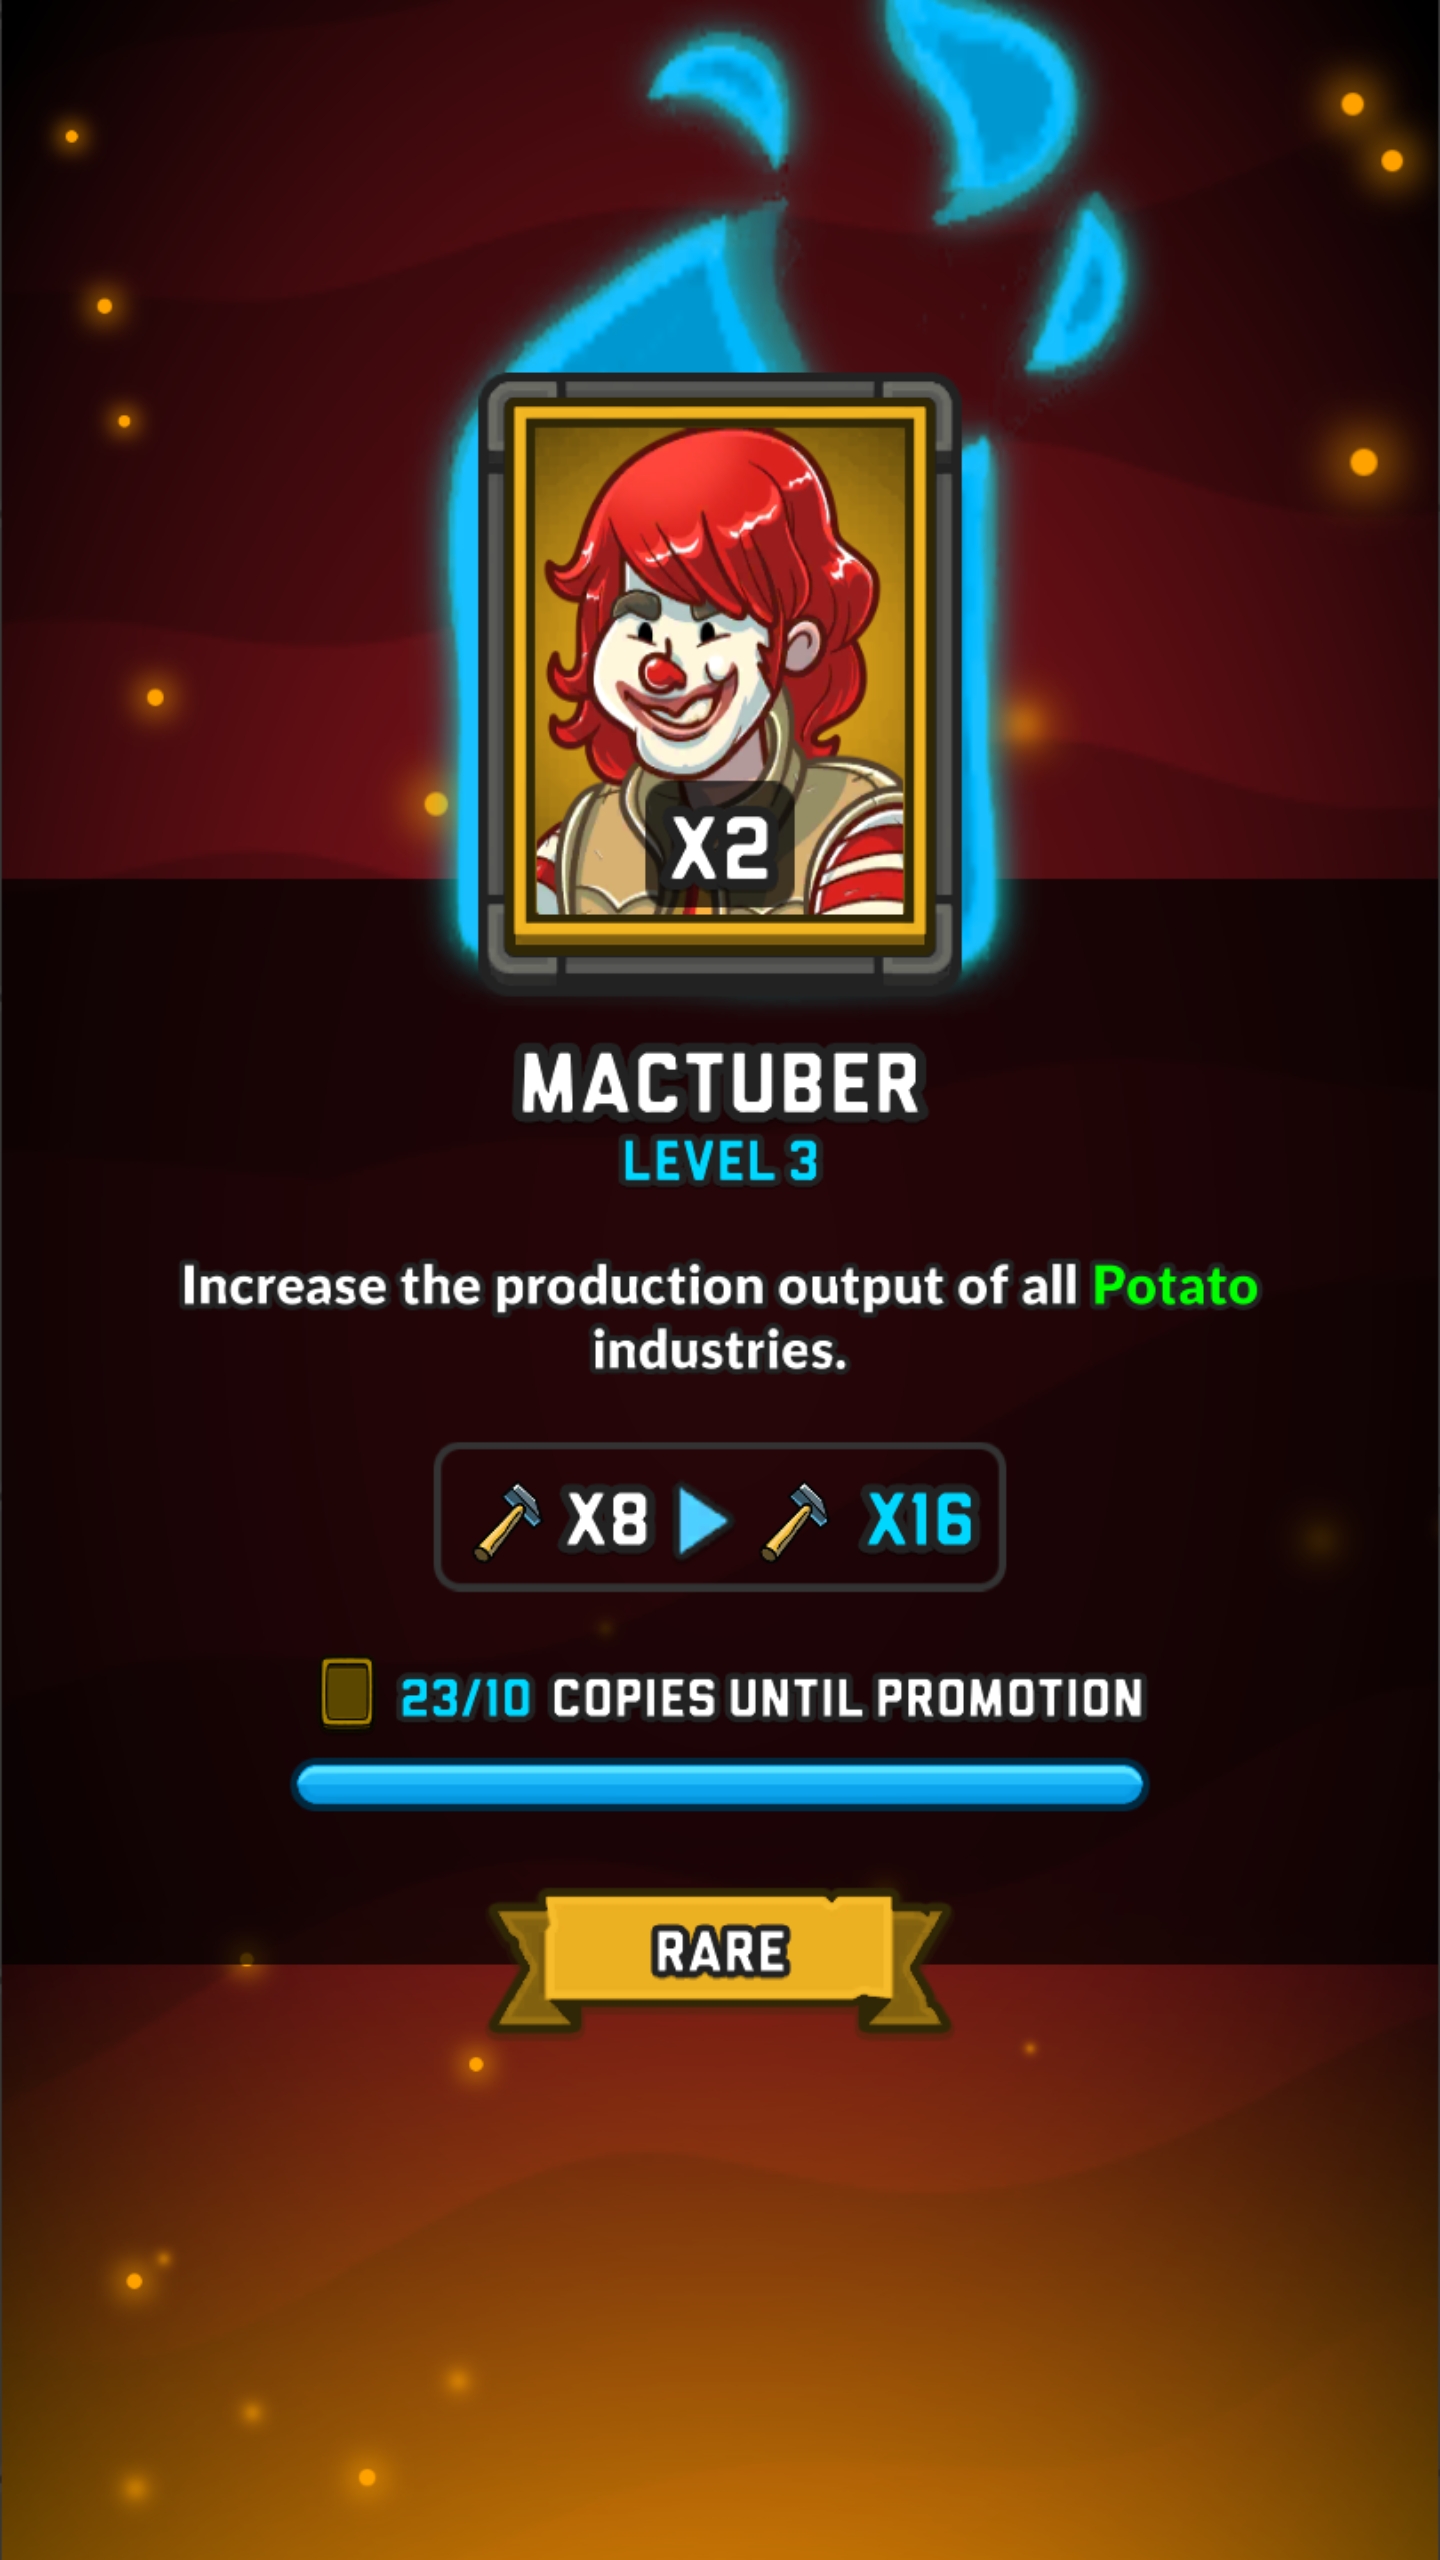 X2
MACTUBER
LEVEL 3
Increase the production output of all Potato
industries.
X8 X16
23/10 COPIES UNTIL PROMOTION
RARE